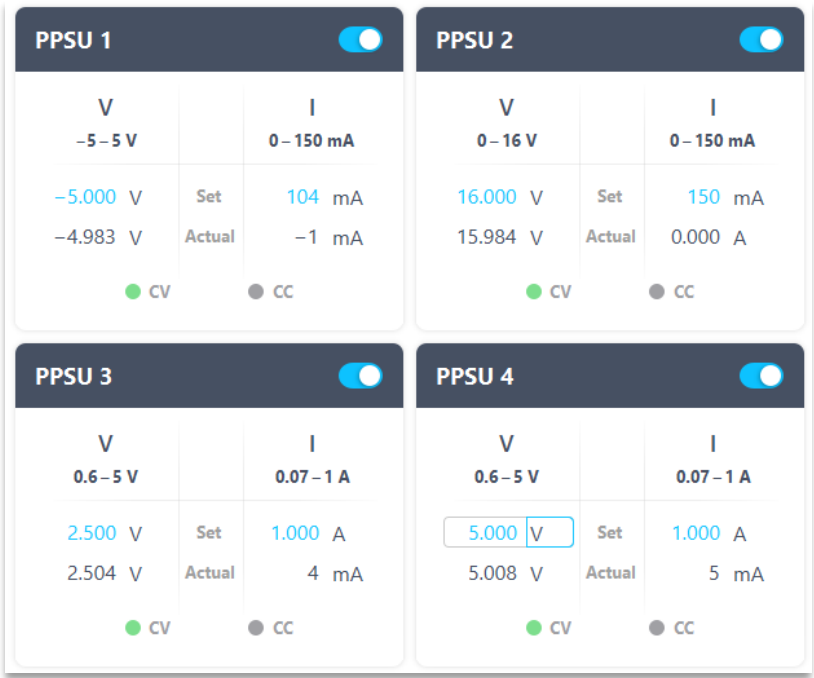 PPSU 1
V I
–5 – 5 V 0 – 150 mA
–5.000 V Set 104 mA
–4.983 V Actual –1 mA
CV CC
PPSU 2
V I
0 – 16 V 0 – 150 mA
16.000 V Set 150 mA
15.984 V Actual 0.000 A
CV CC
PPSU 3
V I
0.6 – 5 V 0.07 – 1 A
2.500 V Set 1.000 A
2.504 V Actual 4 mA
CV CC
PPSU 4
V I
0.6 – 5 V 0.07 – 1 A
5.000 V Set 1.000 A
5.008 V Actual 5 mA
CV CC